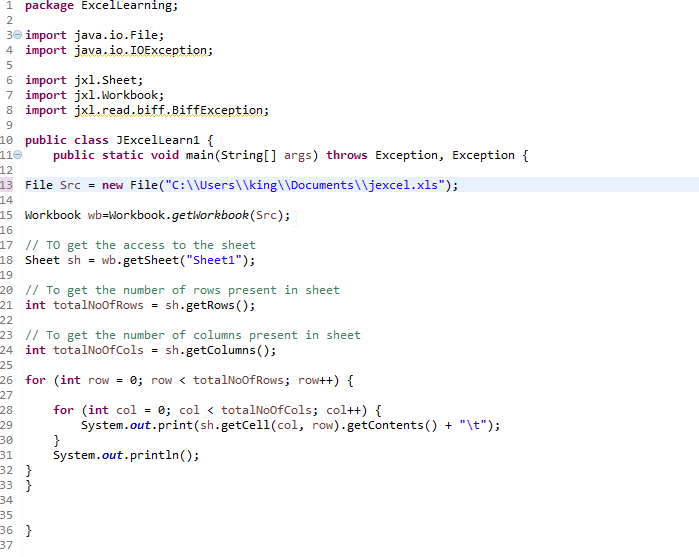 1 package ExcelLearning;
2
3 import java.io.File;
4 import java.io.IOException;
5
6 import jxl.Sheet;
7 import jxl.Workbook;
8 import jxl.read.biff.BiffException;
9
10 public class JExcelLearn1 {
11     public static void main(String[] args) throws Exception, Exception {
12
13 File Src = new File("C:\\Users\\king\\Documents\\jexcel.xls");
14
15 Workbook wb=Workbook.getWorkbook(Src);
16
17 // TO get the access to the sheet
18 Sheet sh = wb.getSheet("Sheet1");
19
20 // To get the number of rows present in sheet
21 int totalNoOfRows = sh.getRows();
22
23 // To get the number of columns present in sheet
24 int totalNoOfCols = sh.getColumns();
25
26 for (int row = 0; row < totalNoOfRows; row++) {
27
28     for (int col = 0; col < totalNoOfCols; col++) {
29         System.out.print(sh.getCell(col, row).getContents() + "\t");
30     }
31     System.out.println();
32 }
33 }
34
35
36 }
37